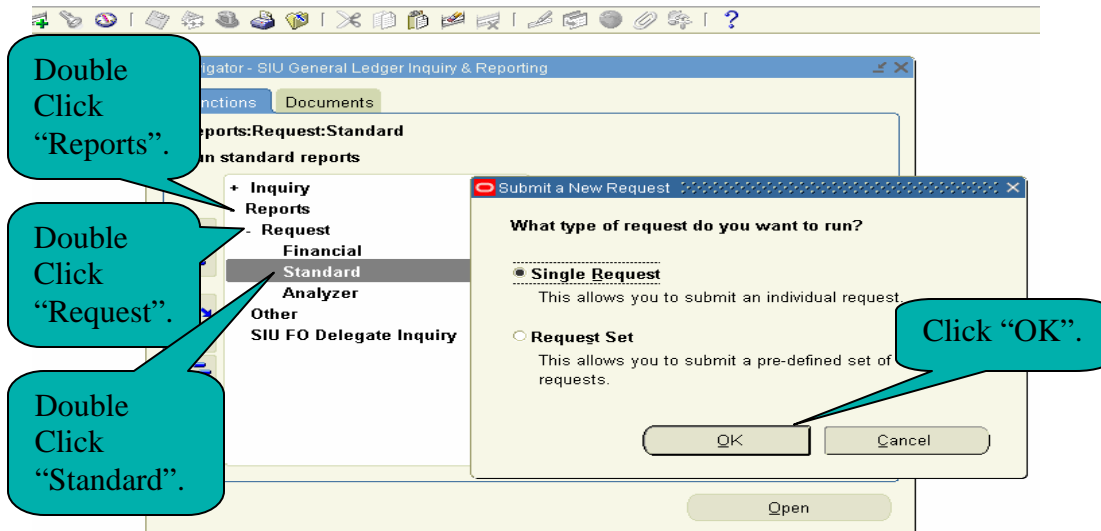 ?
Double
Click
“Reports”.
vigator - SIU General Ledger Inquiry & Reporting
nctions Documents
eports:Request:Standard
un standard reports
+ Inquiry
- Reports
- Request
Financial
Standard
Analyzer
Other
SIU FO Delegate Inquiry
Double
Click
“Request”.
Double
Click
“Standard”.
Submit a New Request
What type of request do you want to run?
Single Request
This allows you to submit an individual request.
Request Set
This allows you to submit a pre-defined set of
requests.
OK Cancel
Click “OK”.
Open